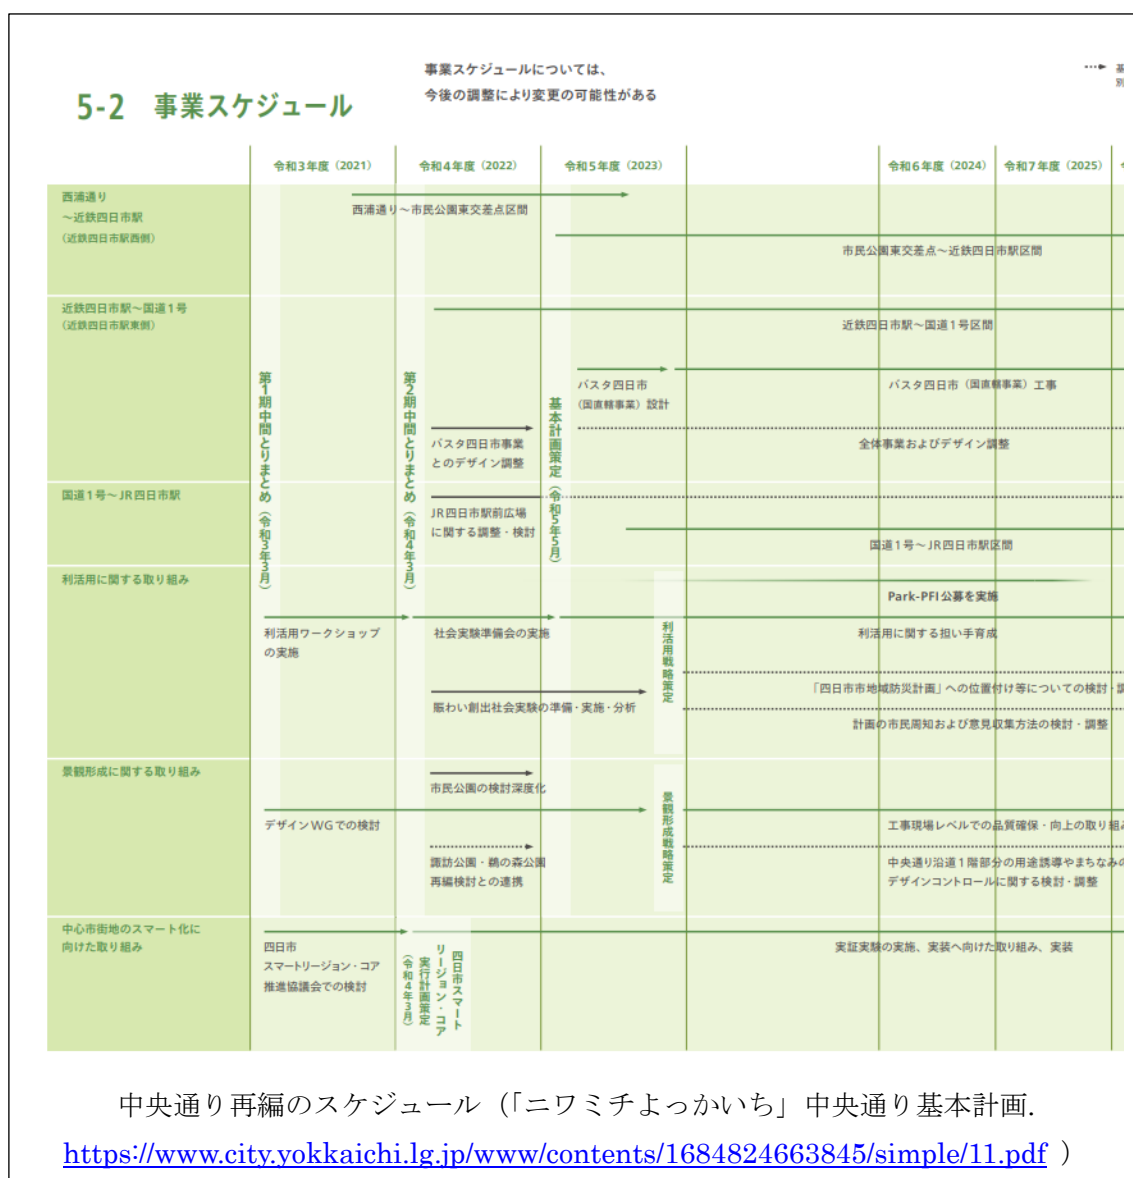 事業スケジュールについては、
今後の調整により変更の可能性がある
5-2 事業スケジュール
基
別
令和3年度(2021)
令和4年度(2022)
令和5年度(2023)
令和6年度(2024)
令和7年度(2025)
西浦通り
～近鉄四日市駅
(近鉄四日市駅西側)
西浦通り～市民公園東交差点区間
市民公園東交差点～近鉄四日市駅区間
近鉄四日市駅～国道1号
(近鉄四日市駅東側)
近鉄四日市駅～国道1号区間
第1期中間とりまとめ(令和3年3月)
第2期中間とりまとめ(令和4年3月)
基本計画策定(令和5年5月)
バスタ四日市
(国直轄事業)設計
バスタ四日市(国直轄事業)工事
バスタ四日市事業
とのデザイン調整
全体事業およびデザイン調整
国道1号～JR四日市駅
JR四日市駅前広場
に関する調整・検討
国道1号～JR四日市駅区間
利活用に関する取り組み
Park-PFI公募を実施
利活用ワークショップ
の実施
社会実験準備会の実施
利活用戦略策定
利活用に関する担い手育成
「四日市市地域防災計画」への位置付け等についての検討・調
賑わい創出社会実験の準備・実施・分析
計画の市民周知および意見収集方法の検討・調整
景観形成に関する取り組み
市民公園の検討深度化
デザインWGでの検討
景観形成戦略策定
工事現場レベルでの品質確保・向上の取り組み
諏訪公園・鵜の森公園
再編検討との連携
中央通り沿道1階部分の用途誘導やまちなみの
デザインコントロールに関する検討・調整
中心市街地のスマート化に
向けた取り組み
四日市
スマートリージョン・コア
推進協議会での検討
四日市スマート
リージョン・コア
実行計画策定
(令和4年3月)
実証実験の実施、実装へ向けた取り組み、実装
中央通り再編のスケジュール(「ニワミチよっかいち」中央通り基本計画.
https://www.city.yokkaichi.lg.jp/www/contents/1684824663845/simple/11.pdf )